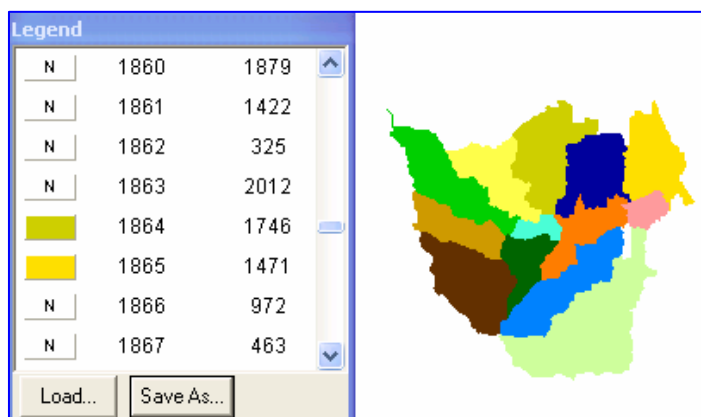 Legend
N 1860 1879
N 1861 1422
N 1862 325
N 1863 2012
1864 1746
1865 1471
N 1866 972
N 1867 463
Load... Save As...